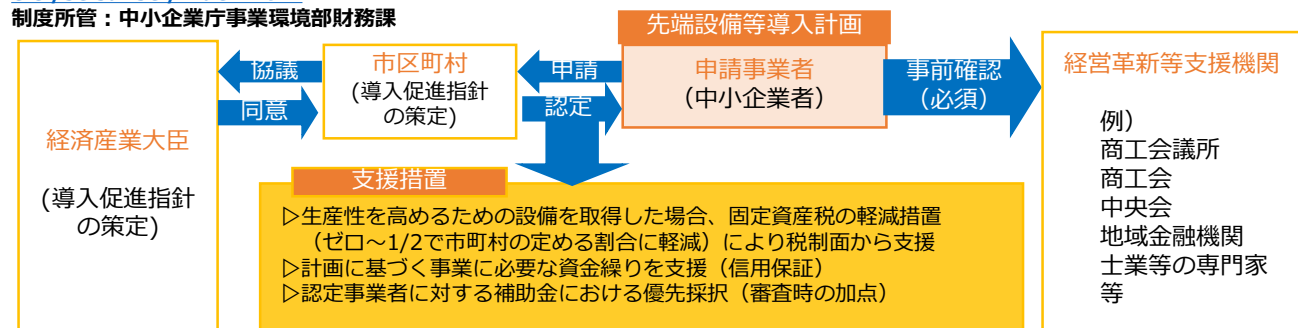 制度所管:中小企業庁事業環境部財務課
先端設備等導入計画
経済産業大臣
(導入促進指針
の策定)
協議
同意
市区町村
(導入促進指針
の策定)
申請
認定
申請事業者
(中小企業者)
事前確認
(必須)
経営革新等支援機関
例)
商工会議所
商工会
中央会
地域金融機関
士業等の専門家
等
支援措置
▷生産性を高めるための設備を取得した場合、固定資産税の軽減措置
(ゼロ~1/2で市町村の定める割合に軽減)により税制面から支援
▷計画に基づく事業に必要な資金繰りを支援(信用保証)
▷認定事業者に対する補助金における優先採択(審査時の加点)